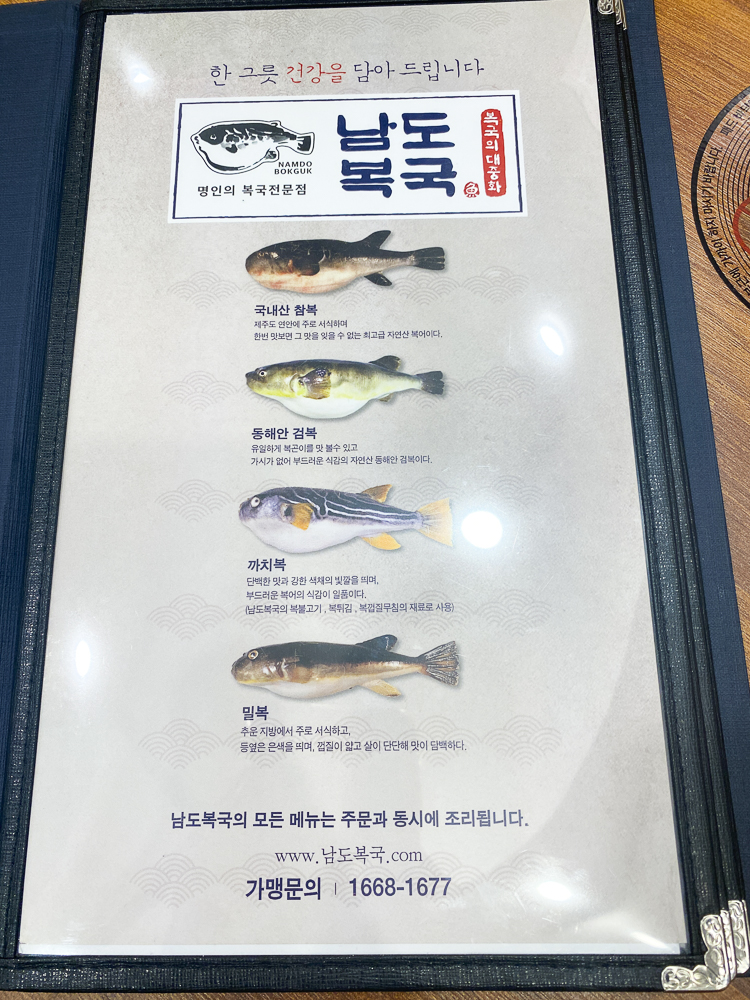 한 그릇 건강을 담아 드립니다
NAMDO
BOKGUK
명인의 복국전문점
남도
복국
복국의대중화
국내산 참복
제주도 연안에 주로 서식하며
한번 맛보면 그 맛을 잊을 수 없는 최고급 자연산 복어이다.
동해안 검복
유일하게 복곤이를 맛 볼수 있고
가시가 없어 부드러운 식감의 자연산 동해안 검복이다.
까치복
단백한 맛과 강한 색채의 빛깔을 띄며,
부드러운 복어의 식감이 일품이다.
(남도복국의 복불고기 , 복튀김 , 복껍질무침의 재료로 사용)
밀복
추운 지방에서 주로 서식하고,
등옆은 은색을 띄며, 껍질이 얇고 살이 단단해 맛이 담백하다.
남도복국의 모든 메뉴는 주문과 동시에 조리됩니다.
www.남도복국.com
가맹문의 | 1668-1677
하지 마시기 바랍니다.